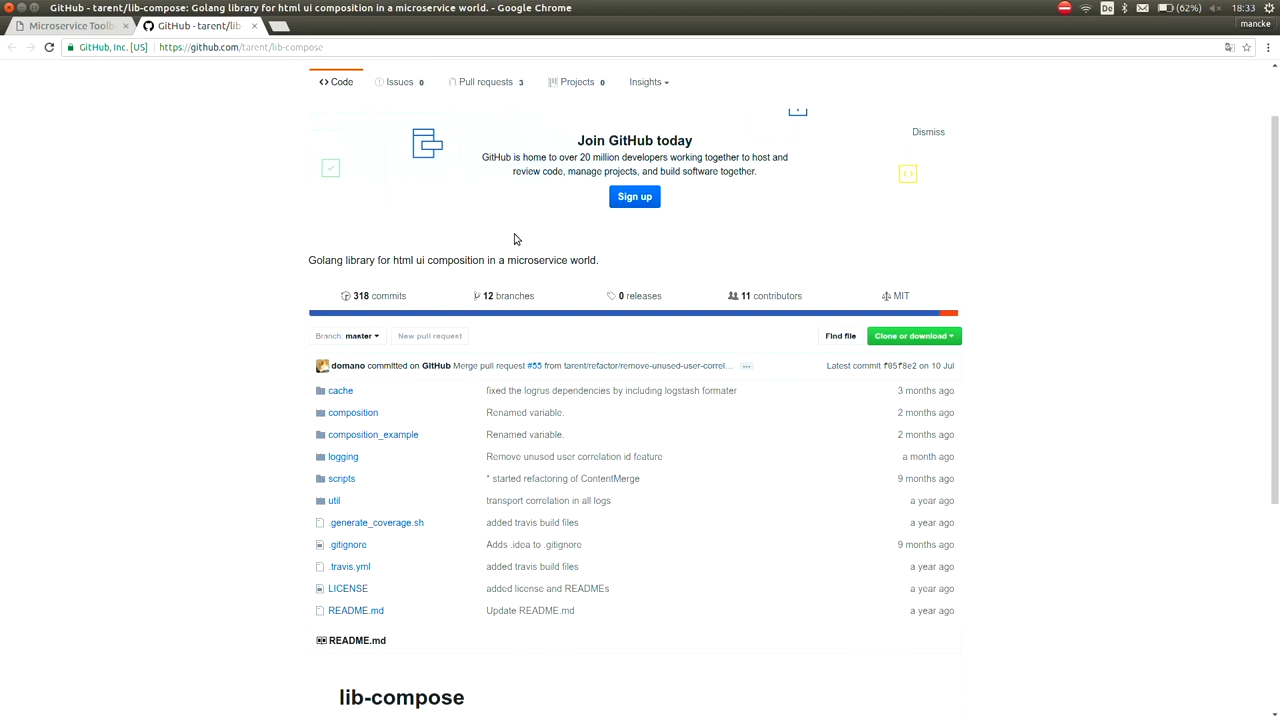 GitHub - tarent/lib-compose: Golang library for html ui composition in a microservice world. - Google Chrome
De
(62%)
18:33
Microservice Toolb
GitHub - tarent/lib-
mancke
GitHub, Inc. [US]
https://github.com/tarent/lib-compose
Code
Issues 0
Pull requests 3
Projects 0
Insights
Join GitHub today
Dismiss
GitHub is home to over 20 million developers working together to host and
review code, manage projects, and build software together.
Sign up
Golang library for html ui composition in a microservice world.
318 commits
12 branches
0 releases
11 contributors
MIT
Branch: master
New pull request
Find file
Clone or download
domano committed on GitHub Merge pull request #55 from tarent/refactor/remove-unused-user-correl… ...
Latest commit f05f8e2 on 10 Jul
cache fixed the logrus dependencies by including logstash formater 3 months ago
composition Renamed variable. 2 months ago
composition_example Renamed variable. 2 months ago
logging Remove unused user correlation id feature a month ago
scripts * started refactoring of ContentMerge 9 months ago
util transport correlation in all logs a year ago
.generate_coverage.sh added travis build files a year ago
.gitignore Adds .idea to .gitignore 9 months ago
.travis.yml added travis build files a year ago
LICENSE added license and READMEs a year ago
README.md Update README.md a year ago
README.md
lib-compose